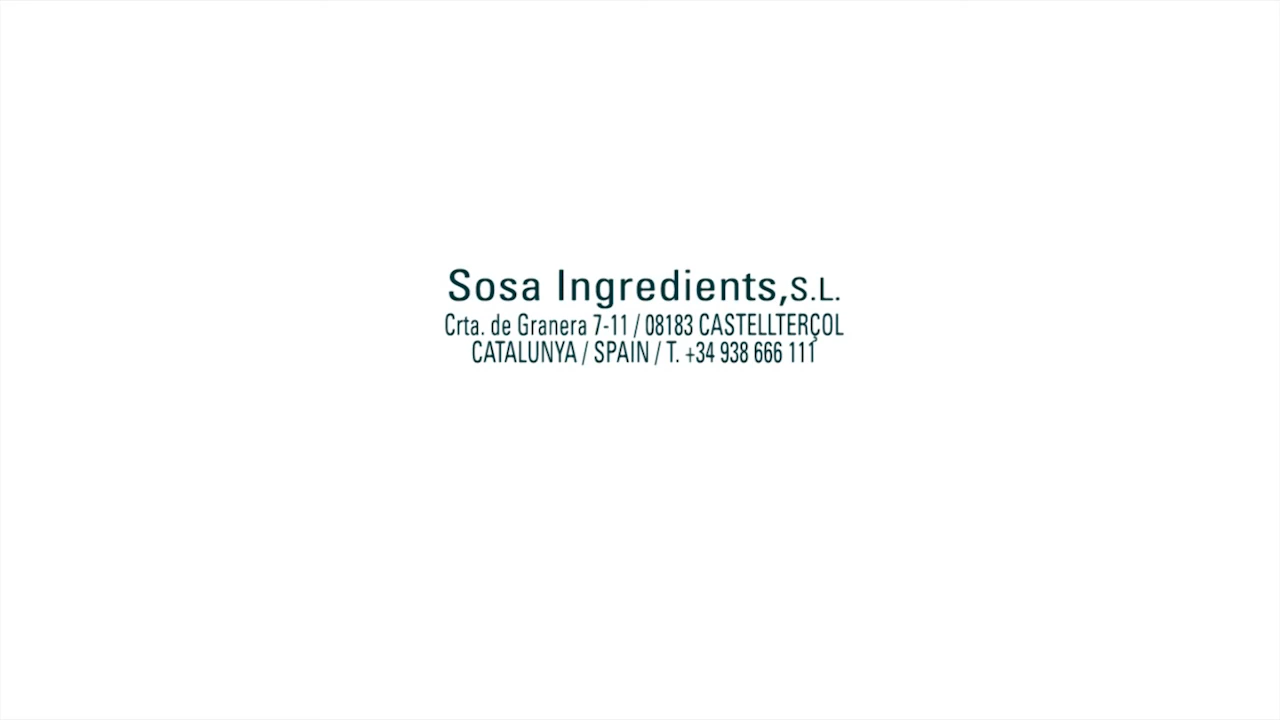 Sosa Ingredients,S.L.
Crta. de Granera 7-11 / 08183 CASTELLTERÇOL
CATALUNYA / SPAIN / T. +34 938 666 111